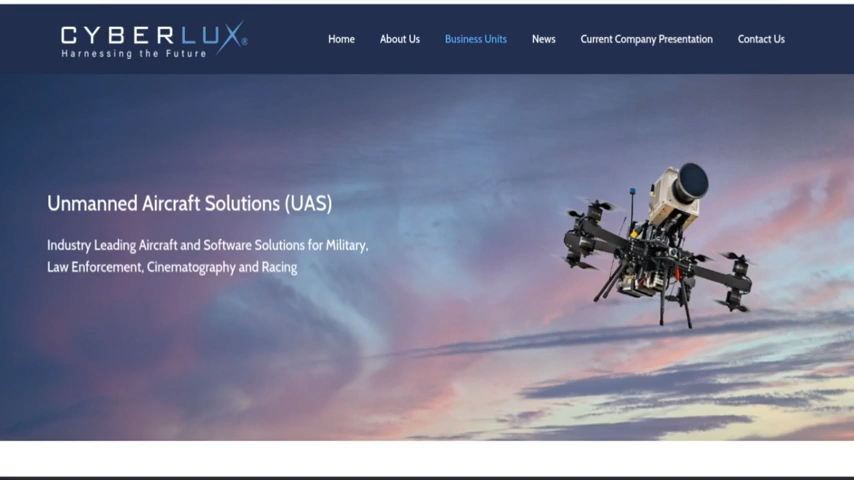 CYBERLUX®
Harnessing the Future
Home About Us Business Units News Current Company Presentation Contact Us
Unmanned Aircraft Solutions (UAS)
Industry Leading Aircraft and Software Solutions for Military,
Law Enforcement, Cinematography and Racing